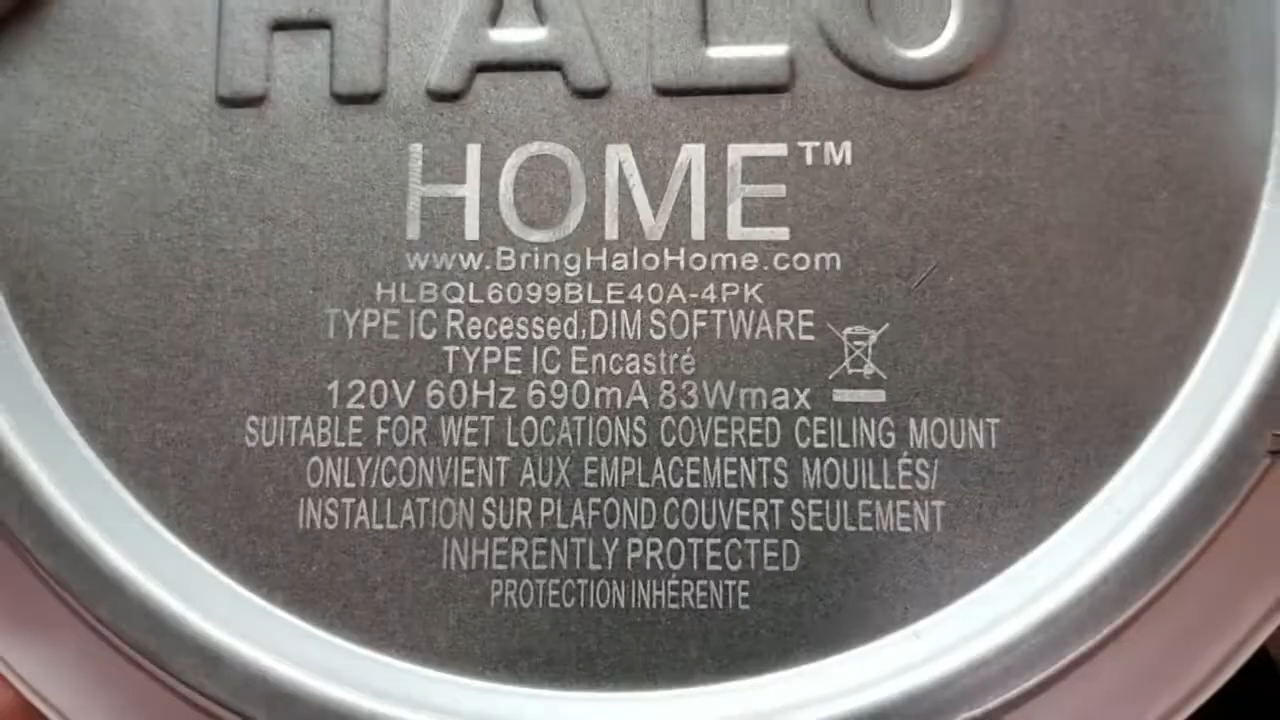 HALO
HOME™
www.BringHaloHome.com
HLBQL6099BLE40A-4PK
TYPE IC Recessed,DIM SOFTWARE
TYPE IC Encastré
120V 60Hz 690mA 83Wmax
SUITABLE FOR WET LOCATIONS COVERED CEILING MOUNT
ONLY/CONVIENT AUX EMPLACEMENTS MOUILLÉS/
INSTALLATION SUR PLAFOND COUVERT SEULEMENT
INHERENTLY PROTECTED
PROTECTION INHÉRENTE